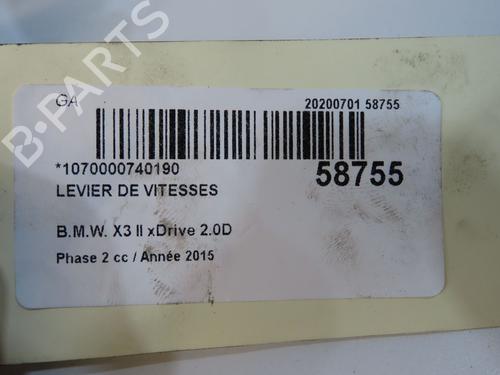 GA 20200701 58755
*1070000740190 58755
LEVIER DE VITESSES
B.M.W. X3 II xDrive 2.0D
Phase 2 cc / Année 2015
B-PARTS